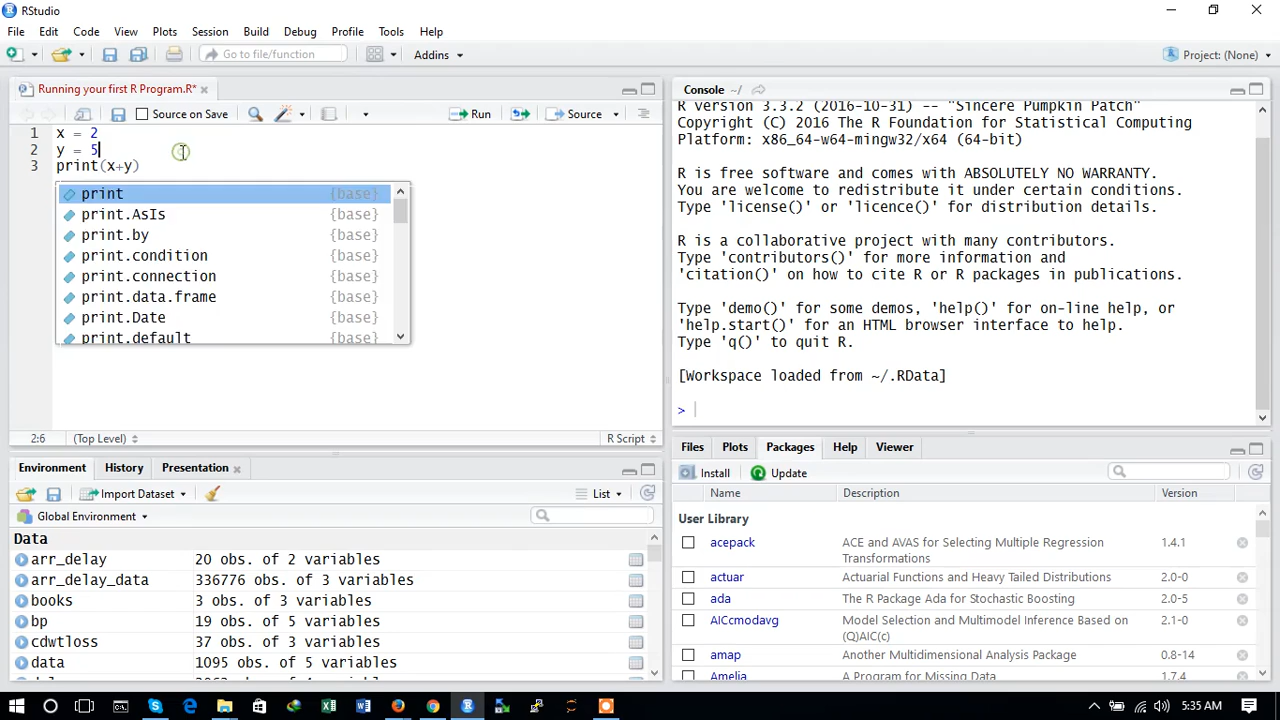 RStudio
File Edit Code View Plots Session Build Debug Profile Tools Help
Go to file/function Addins Project: (None)
Running your first R Program.R*
Source on Save Run Source
1 x = 2
2 y = 5
3 print(x+y)
print {base}
print.AsIs {base}
print.by {base}
print.condition {base}
print.connection {base}
print.data.frame {base}
print.Date {base}
print.default {base}
2:6 (Top Level) R Script
Console ~/
R version 3.3.2 (2016-10-31) -- "Sincere Pumpkin Patch"
Copyright (C) 2016 The R Foundation for Statistical Computing
Platform: x86_64-w64-mingw32/x64 (64-bit)
R is free software and comes with ABSOLUTELY NO WARRANTY.
You are welcome to redistribute it under certain conditions.
Type 'license()' or 'licence()' for distribution details.
R is a collaborative project with many contributors.
Type 'contributors()' for more information and
'citation()' on how to cite R or R packages in publications.
Type 'demo()' for some demos, 'help()' for on-line help, or
'help.start()' for an HTML browser interface to help.
Type 'q()' to quit R.
[Workspace loaded from ~/.RData]
>
Environment History Presentation
Import Dataset List
Global Environment
Data
arr_delay 20 obs. of 2 variables
arr_delay_data 336776 obs. of 3 variables
books 3 obs. of 3 variables
bp 19 obs. of 5 variables
cdwtloss 37 obs. of 3 variables
data 1095 obs. of 5 variables
Files Plots Packages Help Viewer
Install Update
Name Description Version
User Library
acepack ACE and AVAS for Selecting Multiple Regression Transformations 1.4.1
actuar Actuarial Functions and Heavy Tailed Distributions 2.0-0
ada The R Package Ada for Stochastic Boosting 2.0-5
AICcmodavg Model Selection and Multimodel Inference Based on (Q)AIC(c) 2.1-0
amap Another Multidimensional Analysis Package 0.8-14
Amelia A Program for Missing Data 1.7.4
5:35 AM